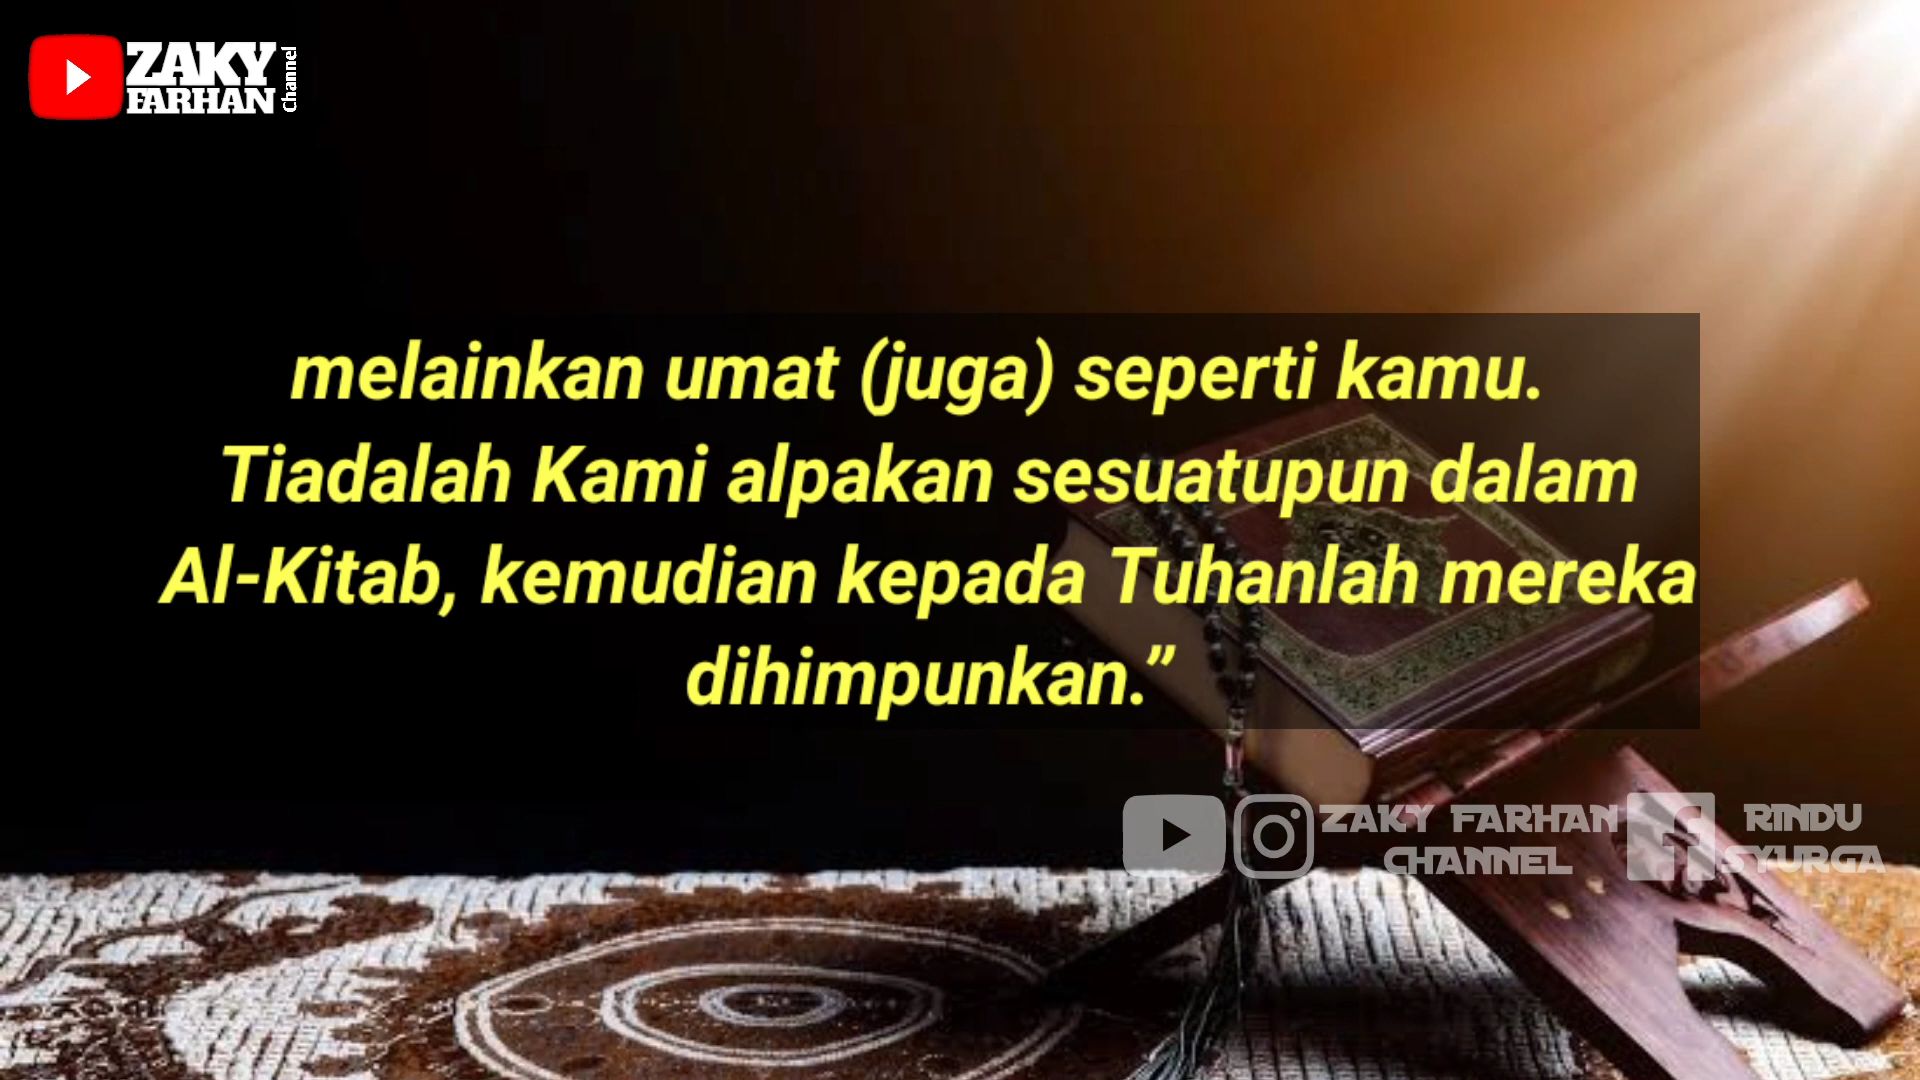 ZAKY
FARHAN
Channel
melainkan umat (juga) seperti kamu.
Tiadalah Kami alpakan sesuatupun dalam
Al-Kitab, kemudian kepada Tuhanlah mereka
dihimpunkan.”
ZAKY FARHAN
CHANNEL
RINDU
SYURGA